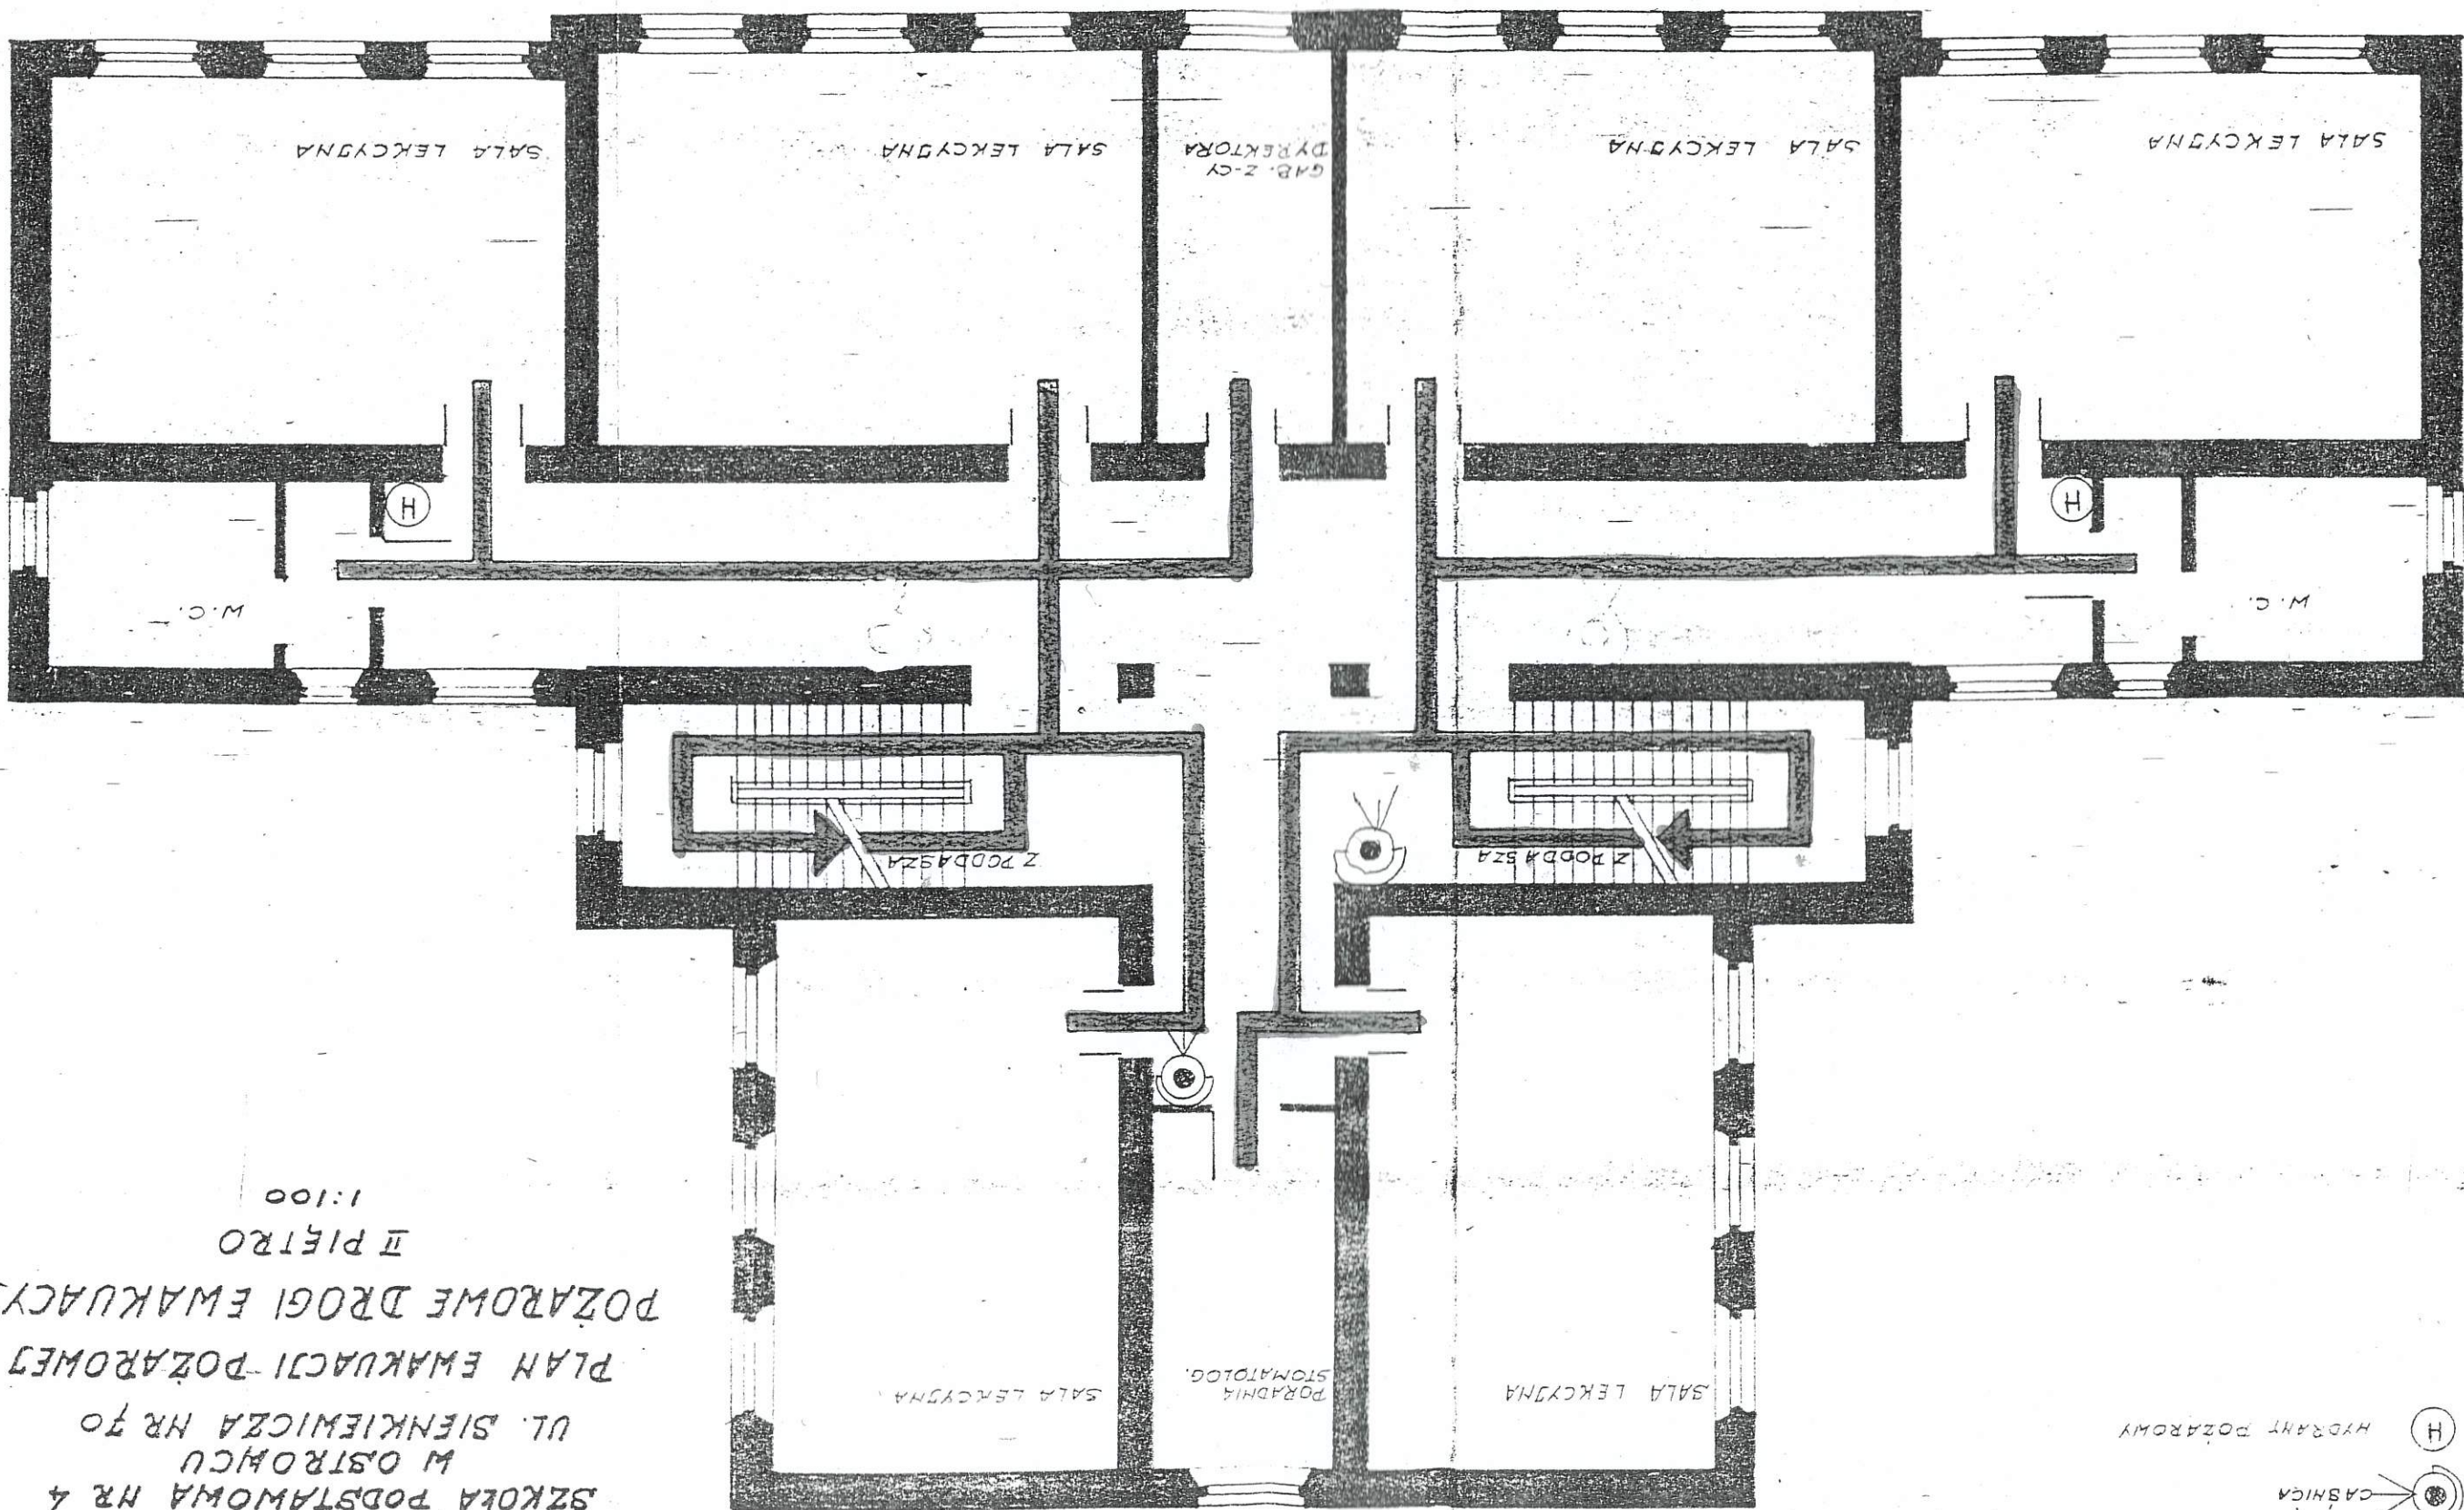 SZKOŁA PODSTAWOWA NR 4
W OSTROWCU
UL. SIENKIEWICZA NR 70
PLAN EWAKUACJI POŻAROWEJ
POŻAROWE DROGI EWAKUACY
II PIĘTRO
1:100
GAŚNICA
H HYDRANT POŻAROWY
SALA LEKCYJNA
PORADNIA
STOMATOLOG.
SALA LEKCYJNA
Z PODDASZA
Z PODDASZA
W.C.
W.C.
H
H
SALA LEKCYJNA
SALA LEKCYJNA
GAB. Z-CY
DYREKTORA
SALA LEKCYJNA
SALA LEKCYJNA